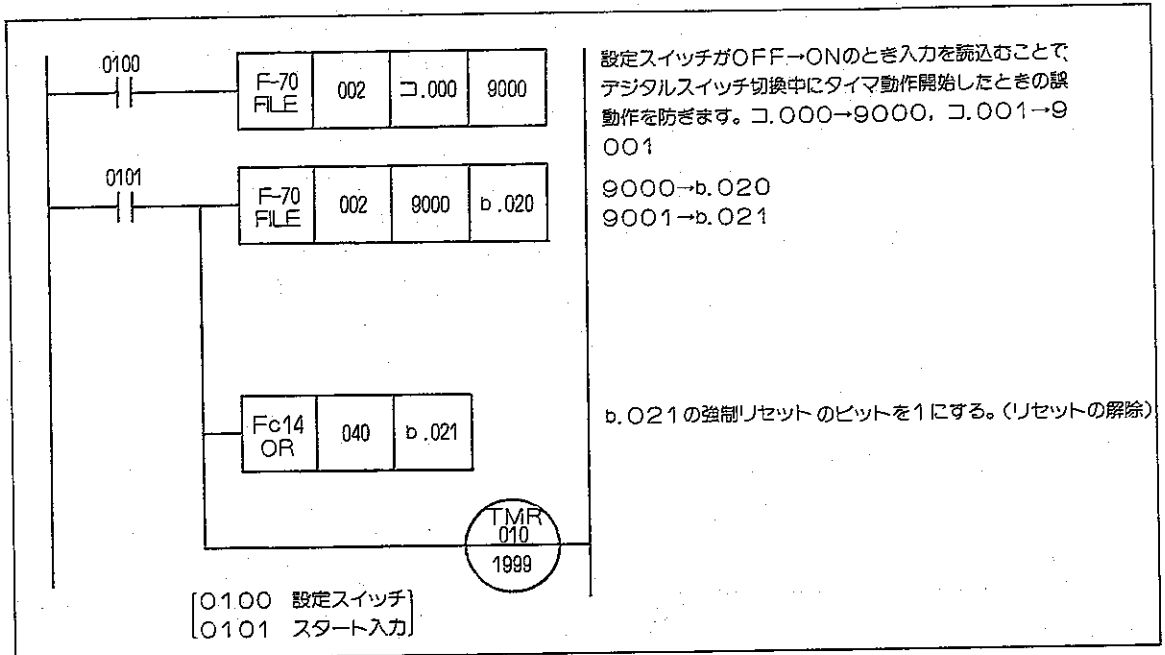 0100
F-70
FILE
002
コ.000
9000
設定スイッチがOFF→ONのとき入力を読込むことで、
デジタルスイッチ切換中にタイマ動作開始したときの誤
動作を防ぎます。コ.000→9000, コ.001→9
001
0101
F-70
FILE
002
9000
b.020
9000→b.020
9001→b.021
Fc14
OR
040
b.021
b.021の強制リセットのビットを1にする。(リセットの解除)
TMR
010
1999
[0100 設定スイッチ]
[0101 スタート入力]